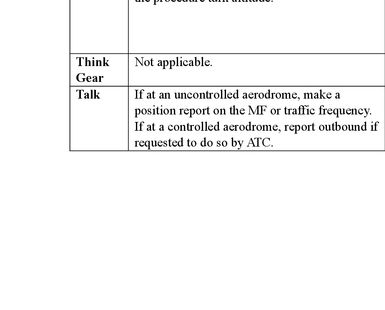 the procedure turn altitude.
Think Not applicable.
Gear
Talk If at an uncontrolled aerodrome, make a
position report on the MF or traffic frequency.
If at a controlled aerodrome, report outbound if
requested to do so by ATC.